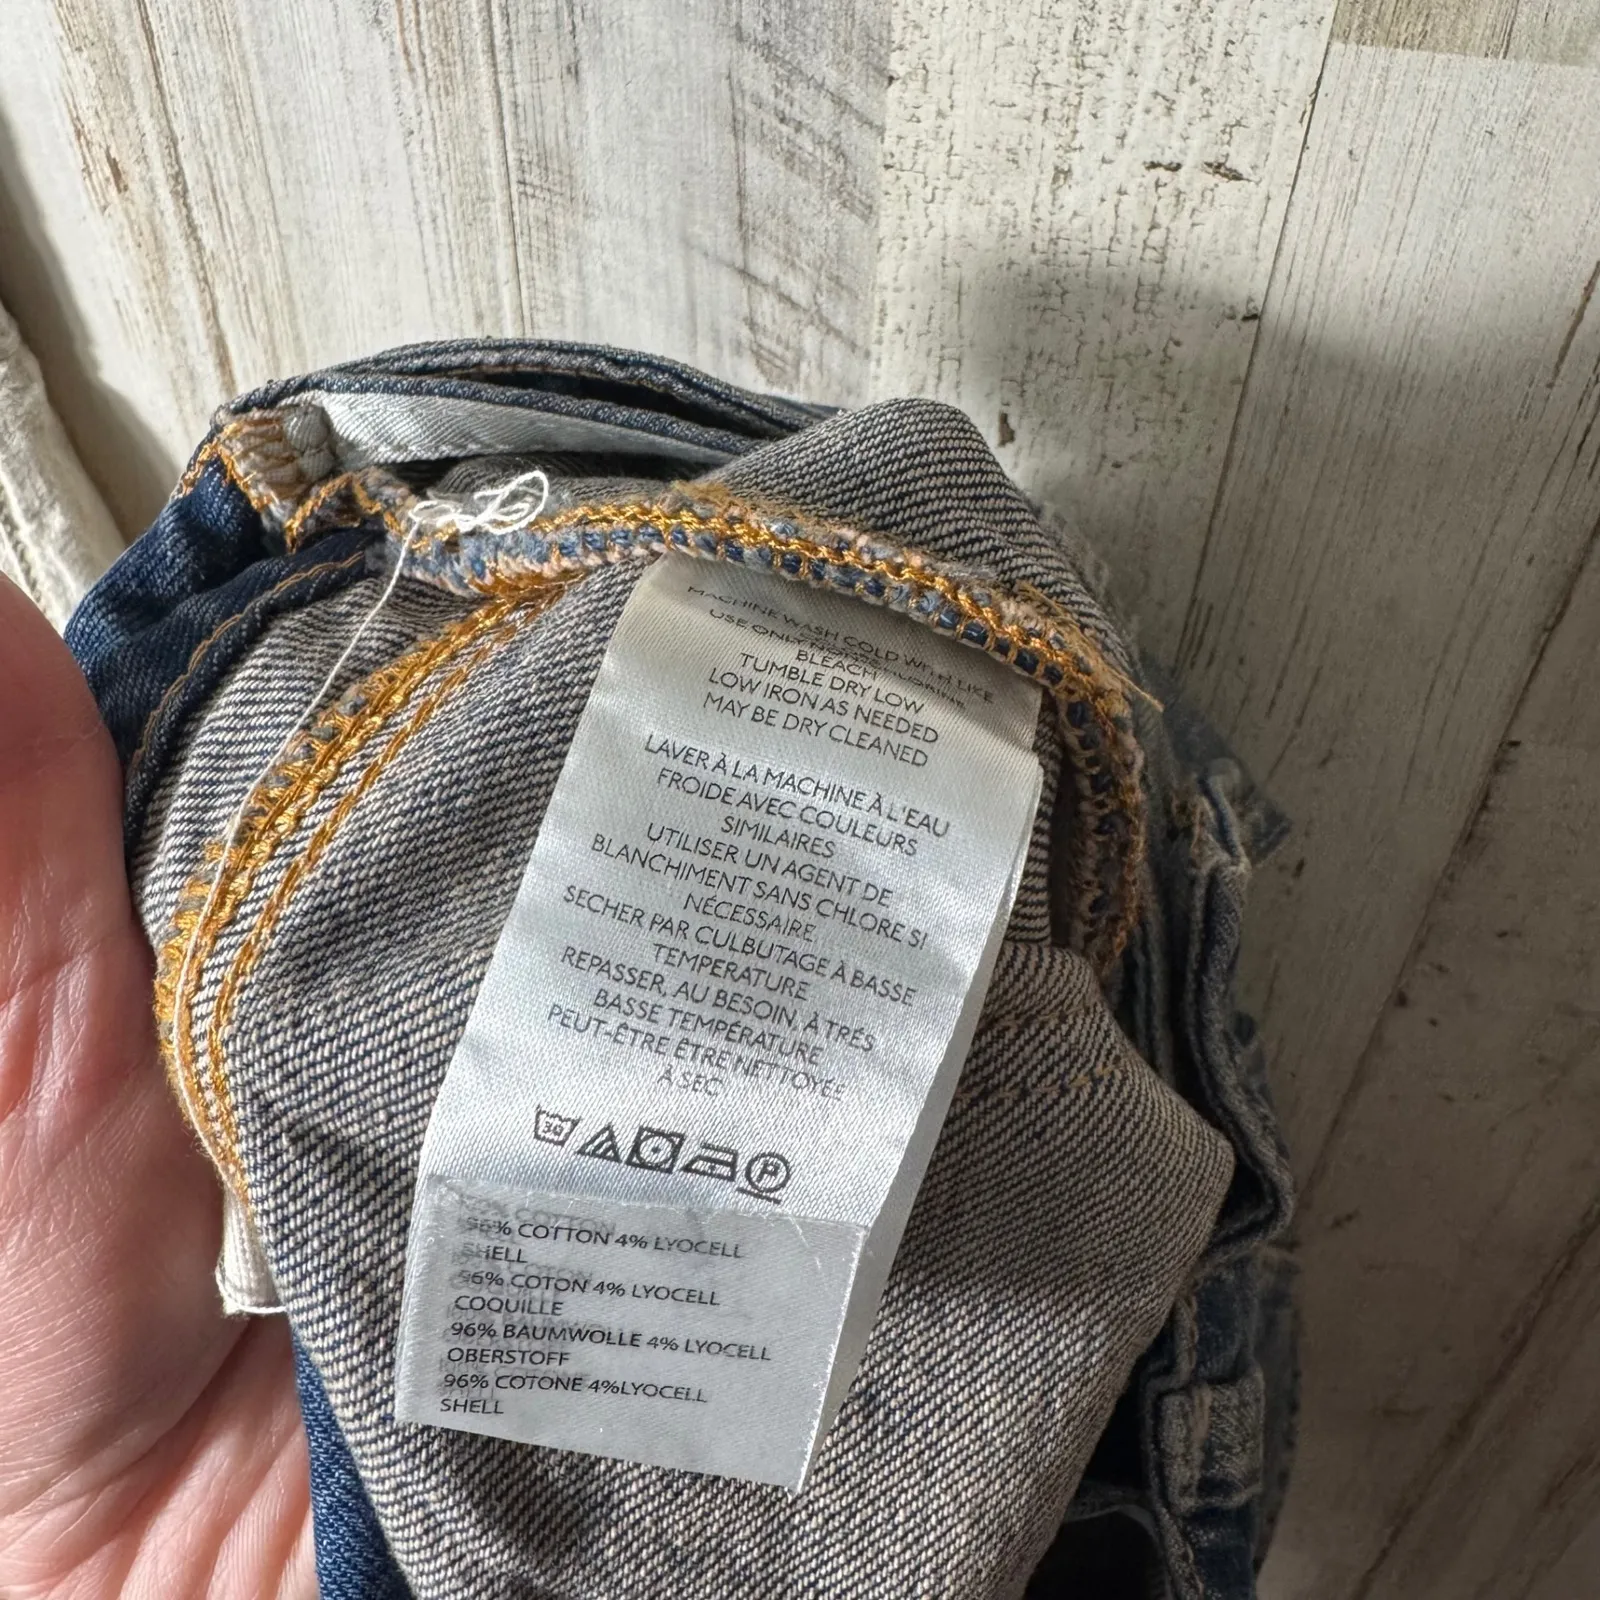 MACHINE WASH COLD WITH LIKE
USE ONLY
BLEACH
TUMBLE DRY LOW
LOW IRON AS NEEDED
MAY BE DRY CLEANED
LAVER À LA MACHINE À L'EAU
FROIDE AVEC COULEURS
SIMILAIRES
UTILISER UN AGENT DE
BLANCHIMENT SANS CHLORE SI
NÉCESSAIRE
SECHER PAR CULBUTAGE À BASSE
TEMPERATURE
REPASSER, AU BESOIN, À TRÉS
BASSE TEMPÉRATURE
PEUT-ÊTRE ÊTRE NETTOYÉE
À SEC
30 P
96% COTTON 4% LYOCELL
SHELL
96% COTON 4% LYOCELL
COQUILLE
96% BAUMWOLLE 4% LYOCELL
OBERSTOFF
96% COTONE 4%LYOCELL
SHELL